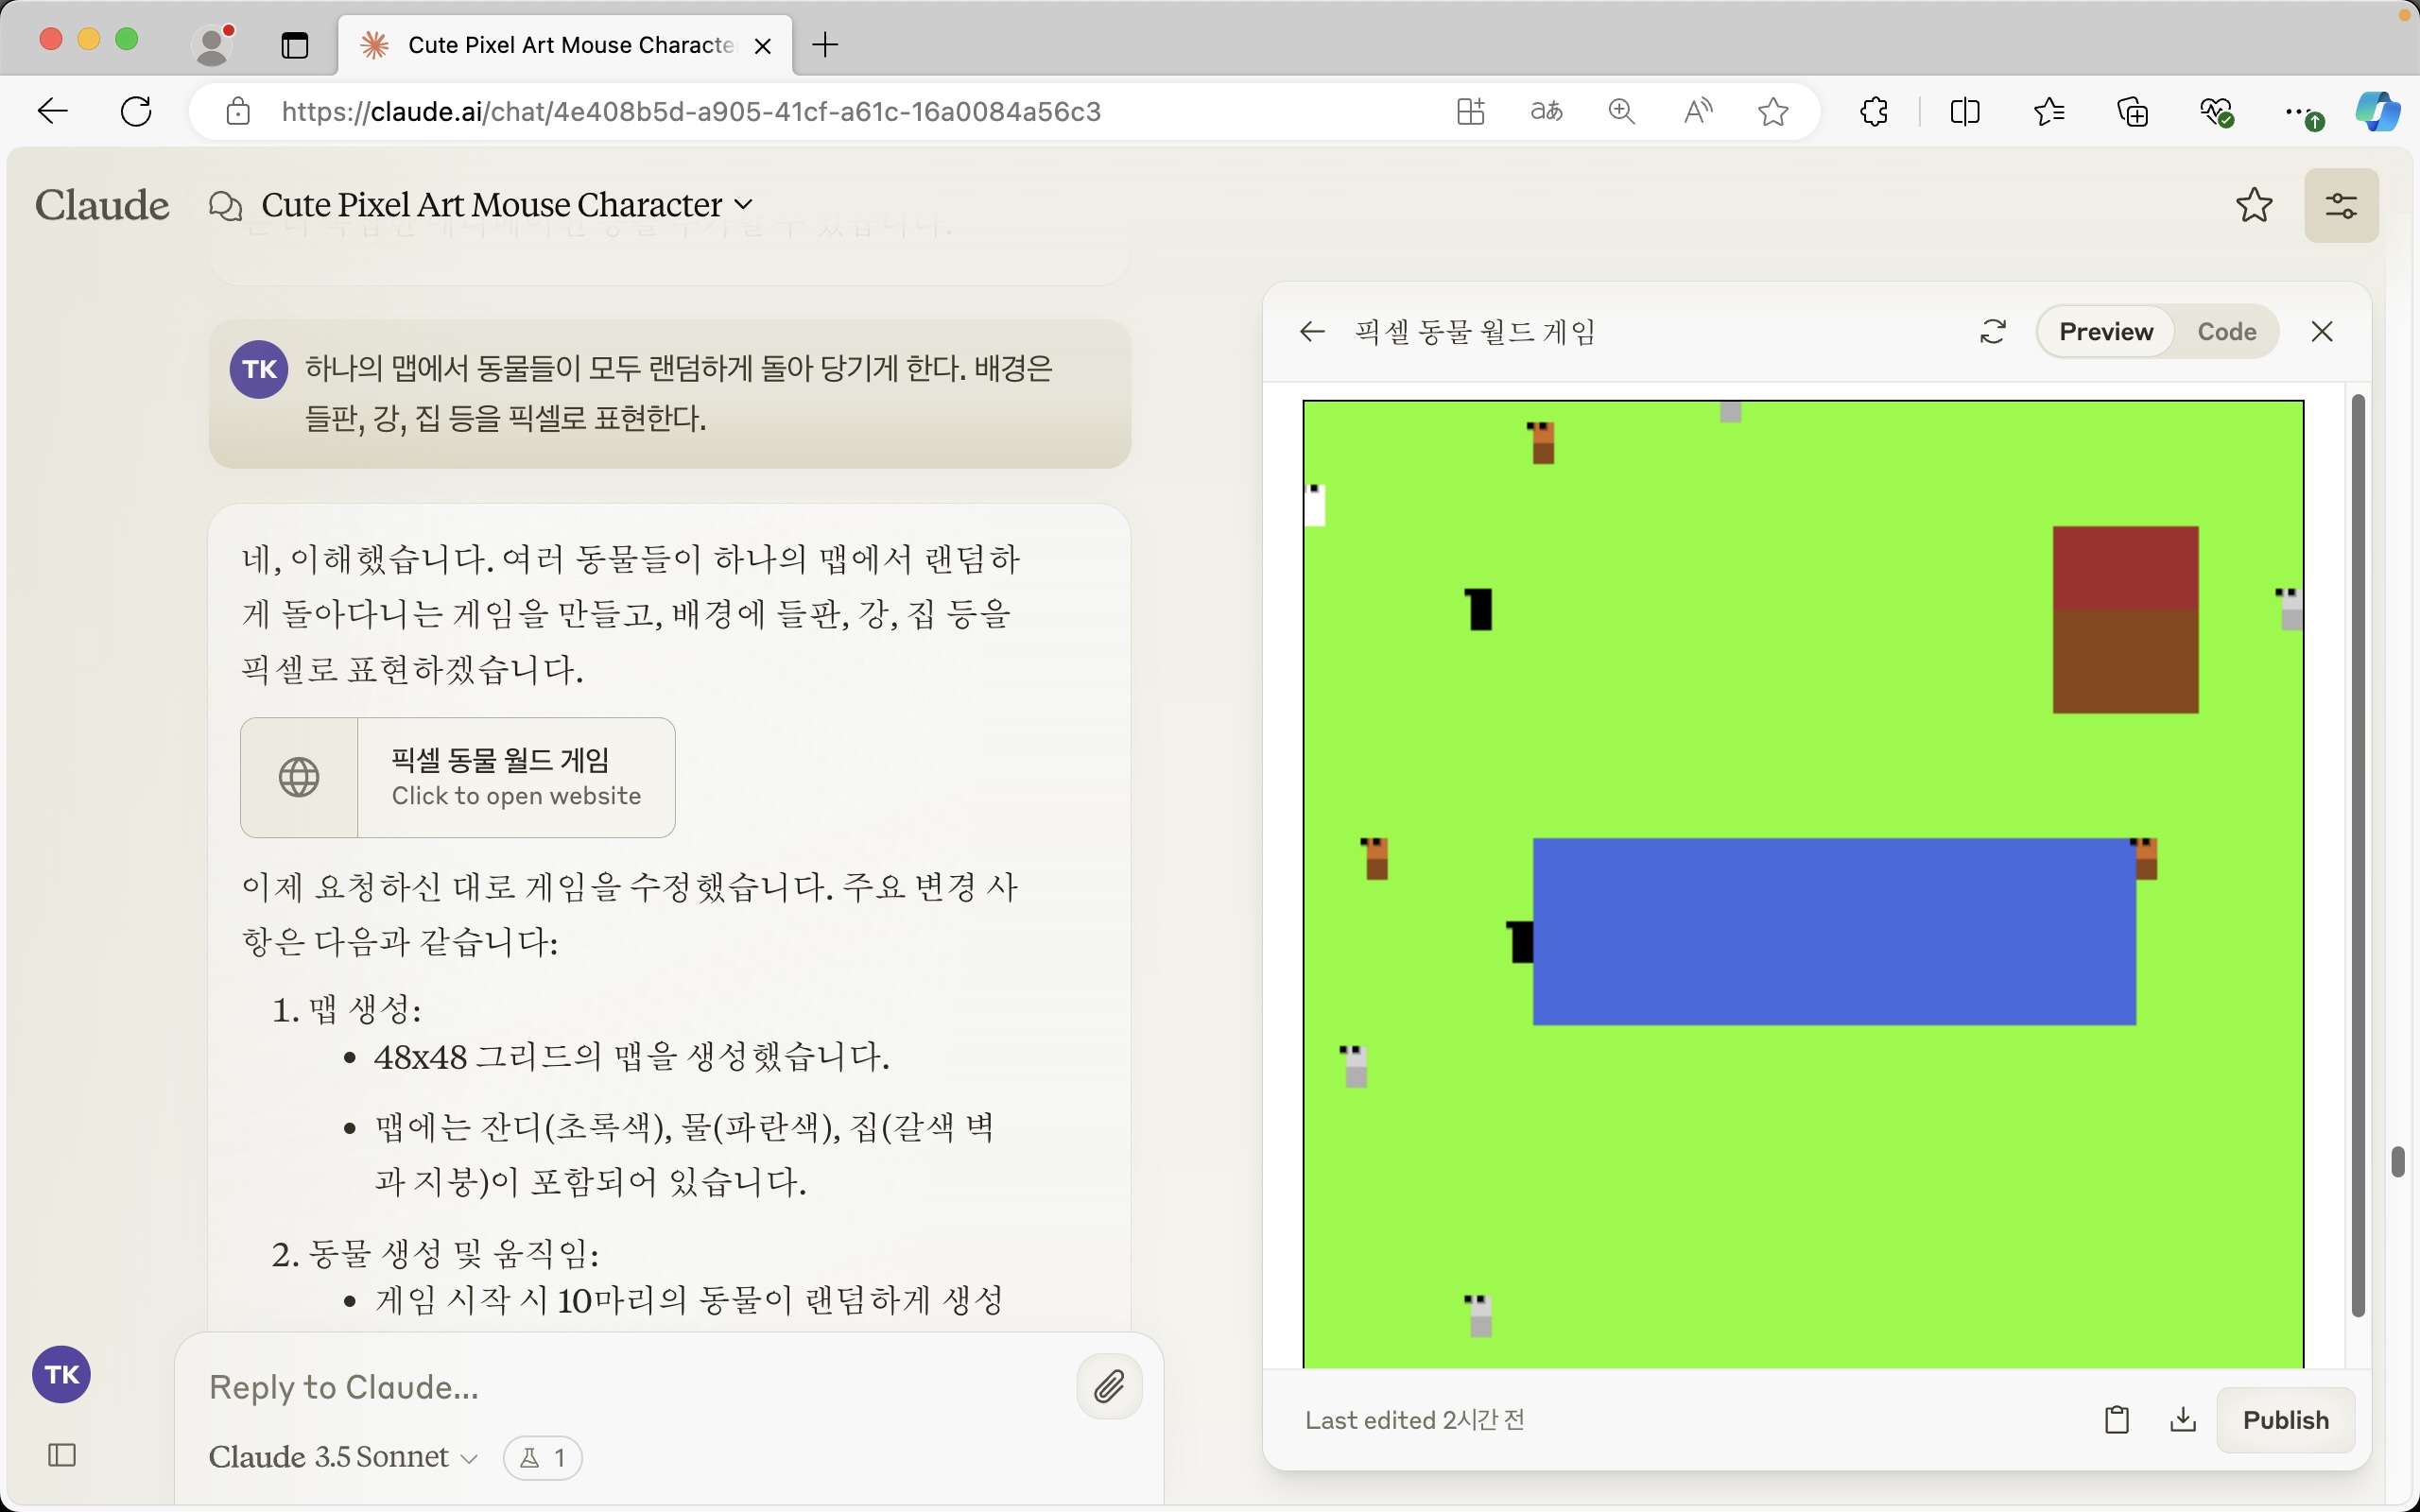 Cute Pixel Art Mouse Characte
https://claude.ai/chat/4e408b5d-a905-41cf-a61c-16a0084a56c3
aあ
Claude
Cute Pixel Art Mouse Character
TK
하나의 맵에서 동물들이 모두 랜덤하게 돌아 당기게 한다. 배경은
들판, 강, 집 등을 픽셀로 표현한다.
네, 이해했습니다. 여러 동물들이 하나의 맵에서 랜덤하
게 돌아다니는 게임을 만들고, 배경에 들판, 강, 집 등을
픽셀로 표현하겠습니다.
픽셀 동물 월드 게임
Click to open website
이제 요청하신 대로 게임을 수정했습니다. 주요 변경 사
항은 다음과 같습니다:
1. 맵 생성:
• 48x48 그리드의 맵을 생성했습니다.
• 맵에는 잔디(초록색), 물(파란색), 집(갈색 벽
과 지붕)이 포함되어 있습니다.
2. 동물 생성 및 움직임:
• 게임 시작 시 10마리의 동물이 랜덤하게 생성
TK
Reply to Claude...
Claude 3.5 Sonnet
1
픽셀 동물 월드 게임
Preview
Code
Last edited 2시간 전
Publish